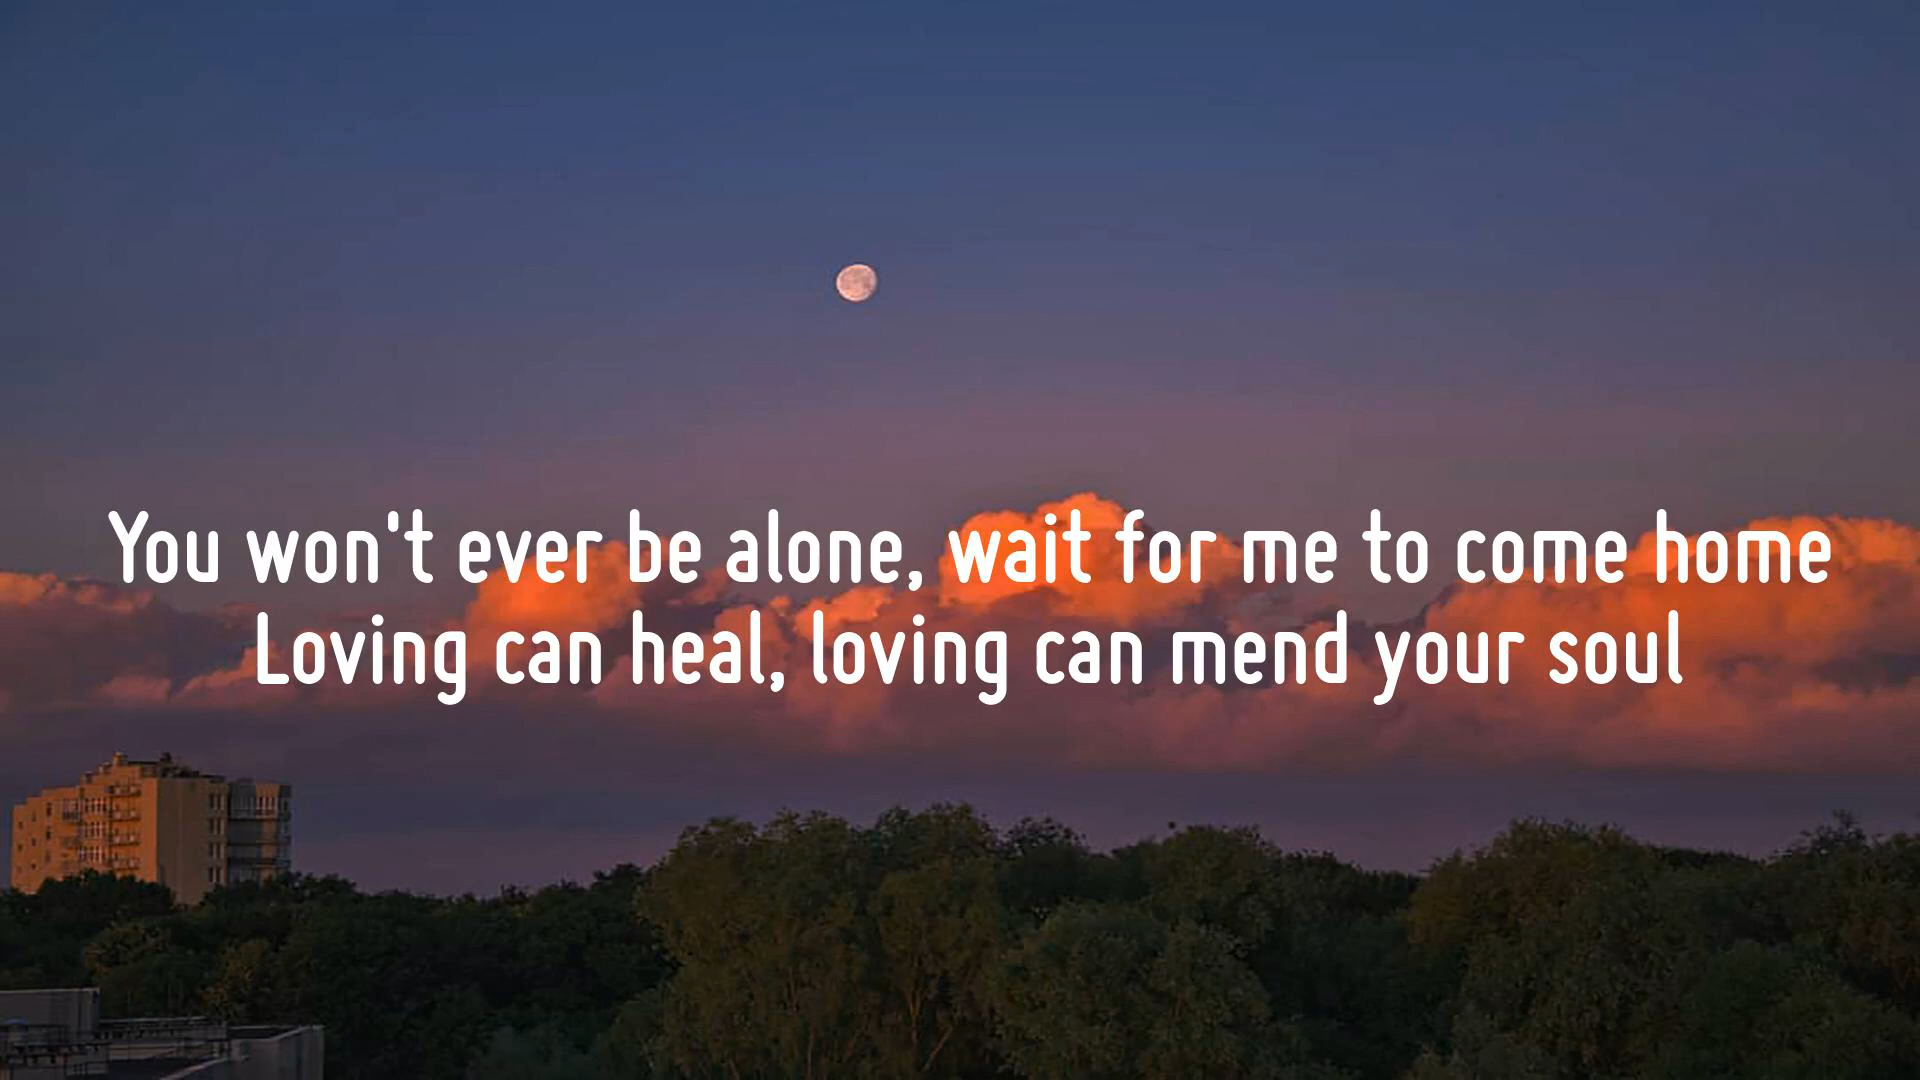 You won't ever be alone, wait for me to come home
Loving can heal, loving can mend your soul